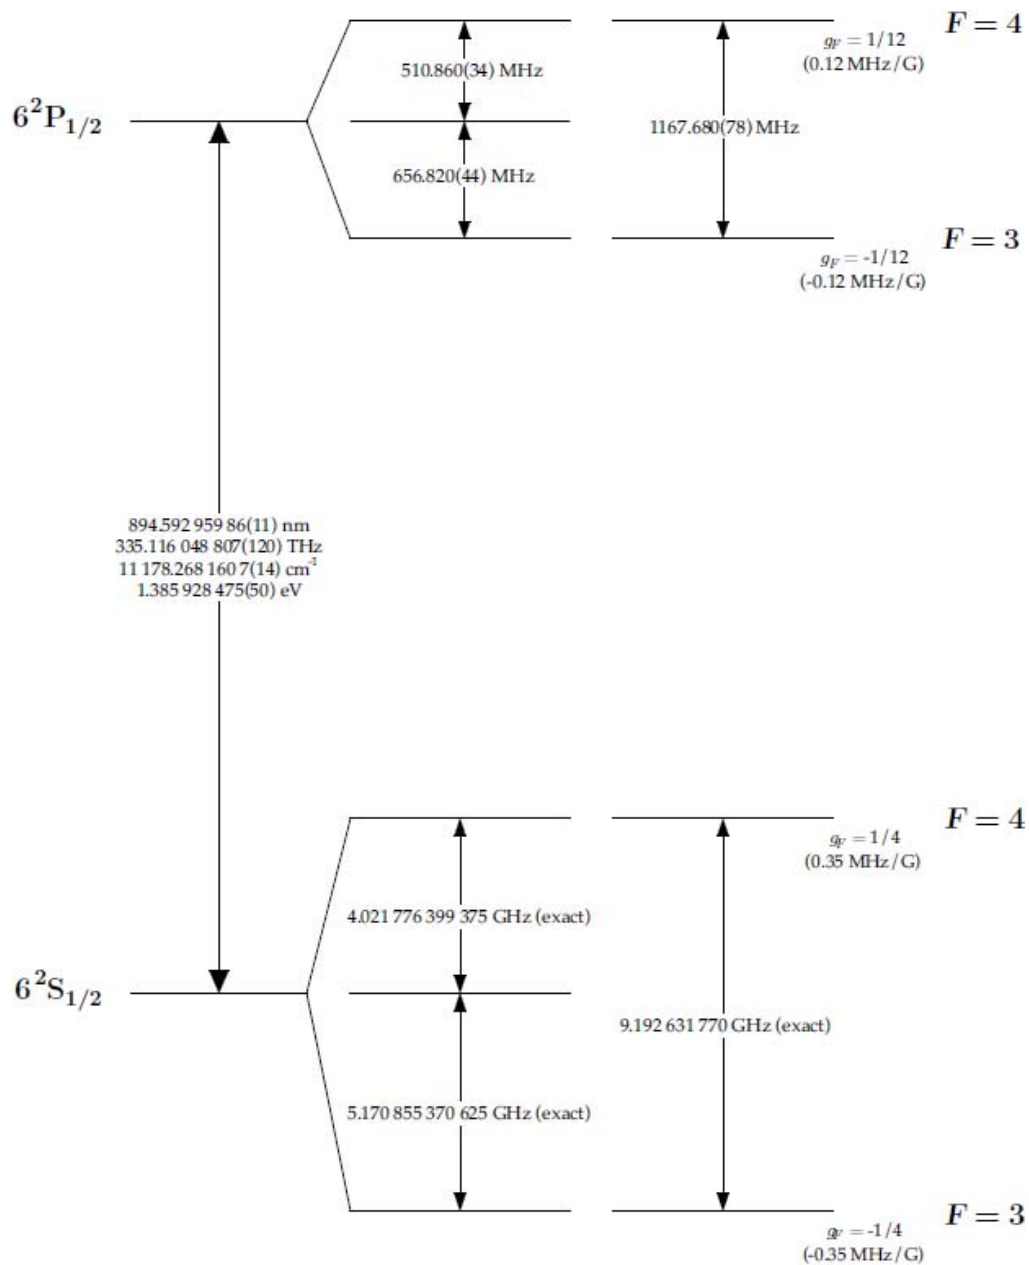 F = 4
g_F = 1/12
(0.12 MHz/G)
510.860(34) MHz
6²P₁/₂
1167.680(78) MHz
656.820(44) MHz
F = 3
g_F = -1/12
(-0.12 MHz/G)
894.592 959 86(11) nm
335.116 048 807(120) THz
11 178.268 160 7(14) cm⁻¹
1.385 928 475(50) eV
F = 4
g_F = 1/4
(0.35 MHz/G)
4.021 776 399 375 GHz (exact)
6²S₁/₂
9.192 631 770 GHz (exact)
5.170 855 370 625 GHz (exact)
F = 3
g_F = -1/4
(-0.35 MHz/G)